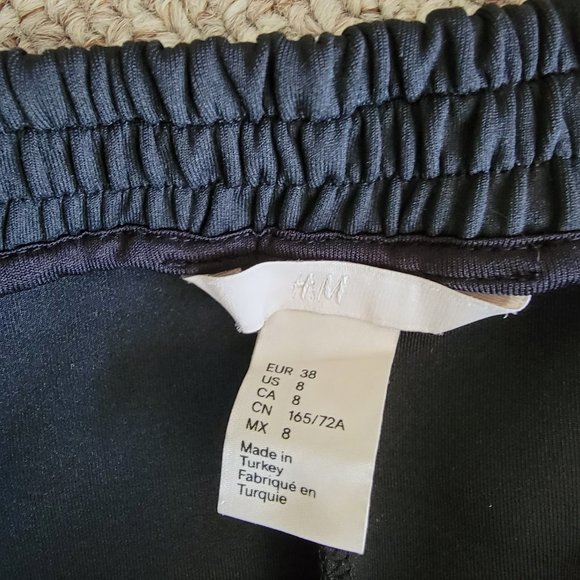 H&M
EUR 38
US 8
CA 8
CN 165/72A
MX 8
Made in
Turkey
Fabriqué en
Turquie